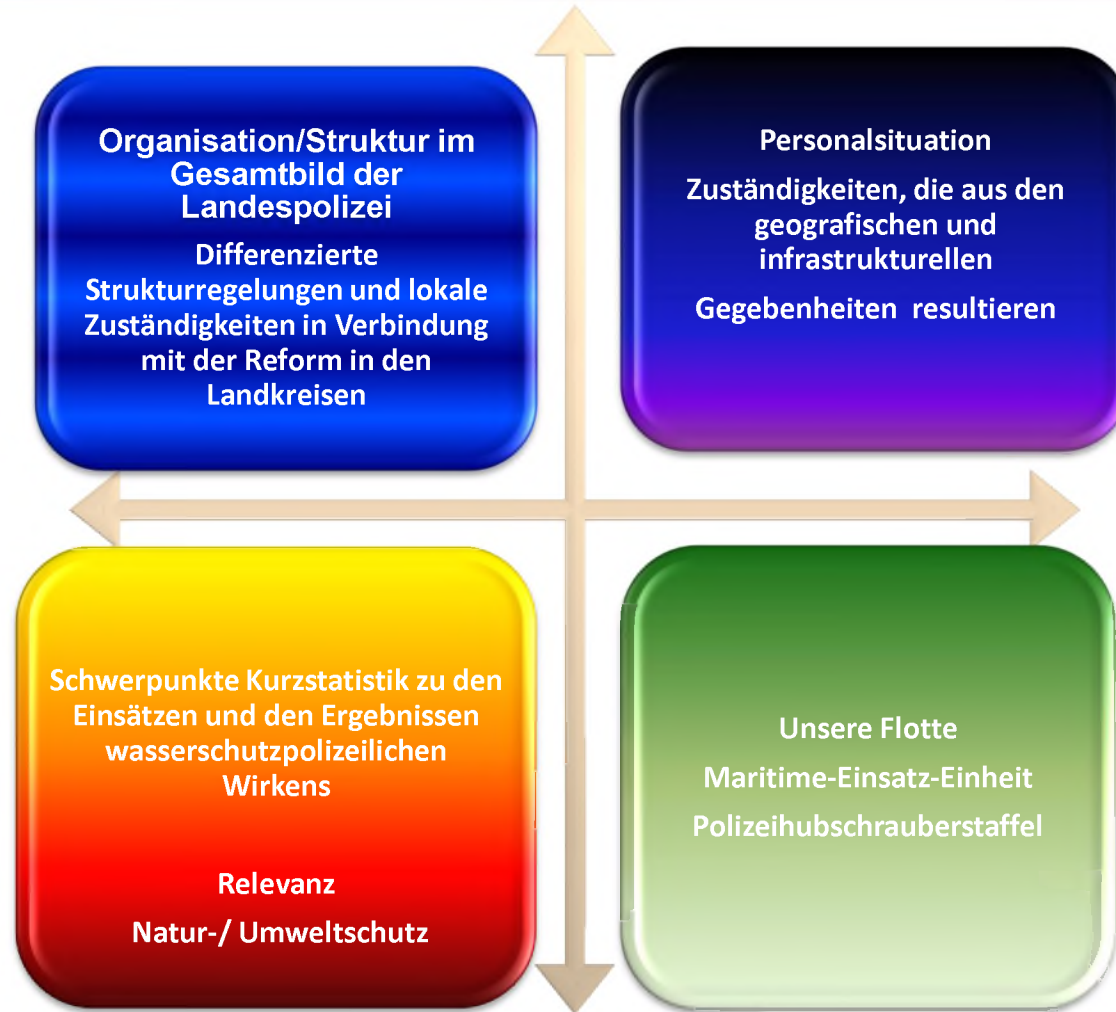 Organisation/Struktur im
Gesamtbild der
Landespolizei
Differenzierte
Strukturregelungen und lokale
Zuständigkeiten in Verbindung
mit der Reform in den
Landkreisen
Personalsituation
Zuständigkeiten, die aus den
geografischen und
infrastrukturellen
Gegebenheiten resultieren
Schwerpunkte Kurzstatistik zu den
Einsätzen und den Ergebnissen
wasserschutzpolizeilichen
Wirkens
Relevanz
Natur-/ Umweltschutz
Unsere Flotte
Maritime-Einsatz-Einheit
Polizeihubschrauberstaffel